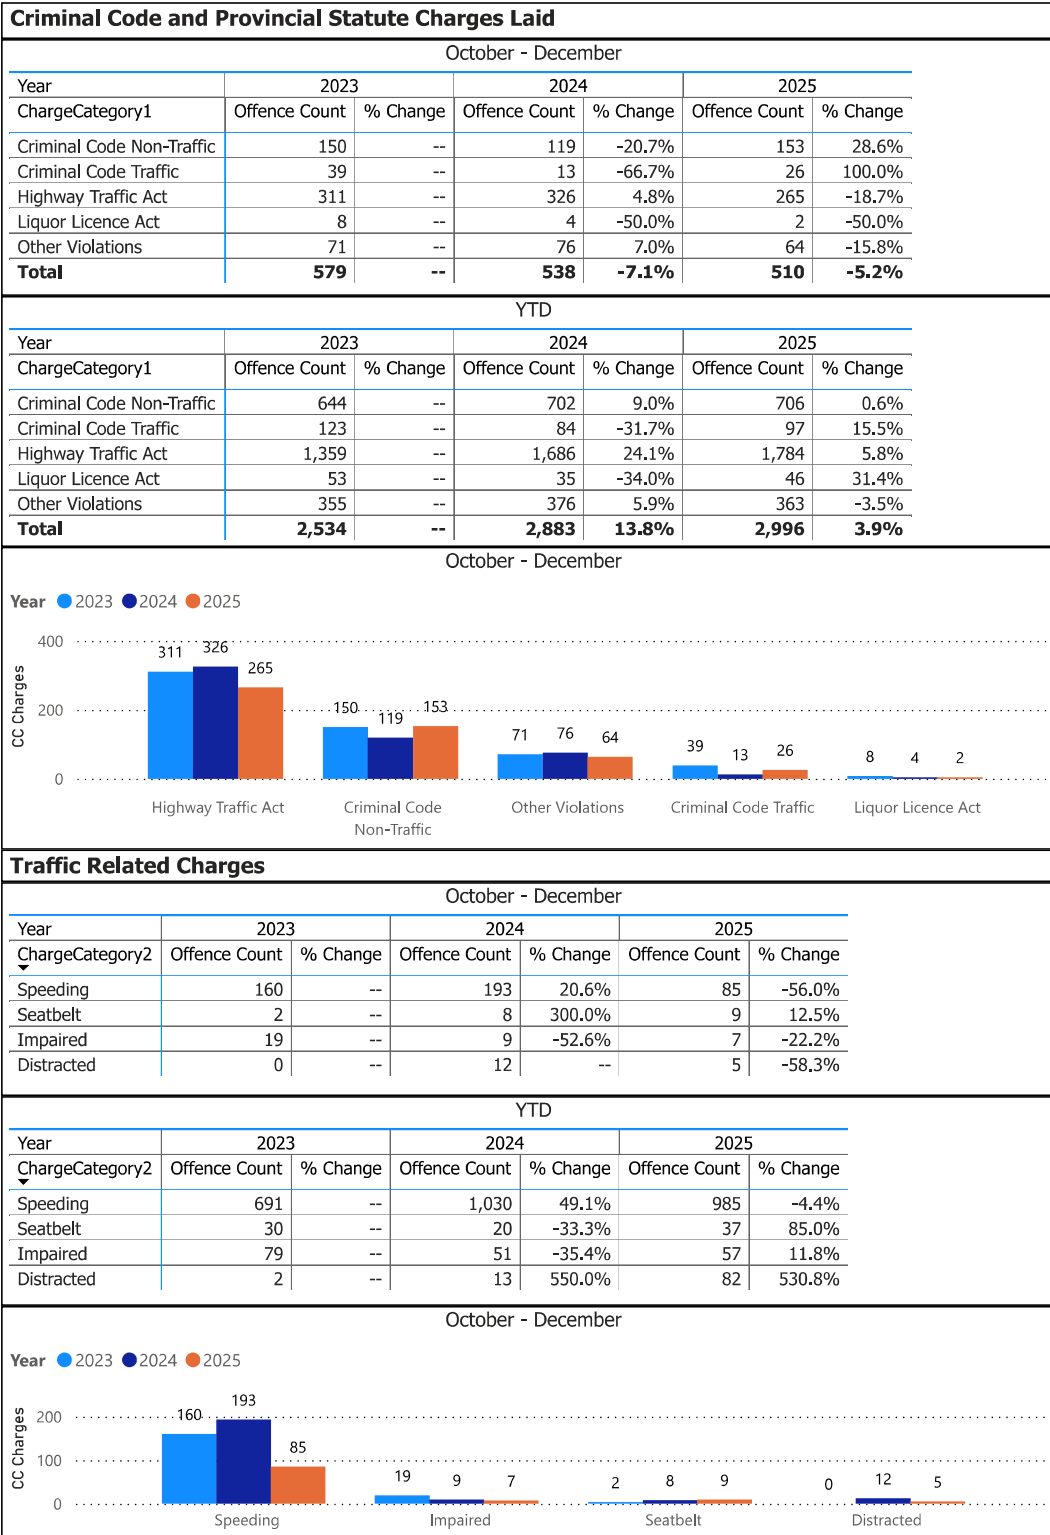 Criminal Code and Provincial Statute Charges Laid
October - December
Year 2023 2024 2025
ChargeCategory1 Offence Count % Change Offence Count % Change Offence Count % Change
Criminal Code Non-Traffic 150 -- 119 -20.7% 153 28.6%
Criminal Code Traffic 39 -- 13 -66.7% 26 100.0%
Highway Traffic Act 311 -- 326 4.8% 265 -18.7%
Liquor Licence Act 8 -- 4 -50.0% 2 -50.0%
Other Violations 71 -- 76 7.0% 64 -15.8%
Total 579 -- 538 -7.1% 510 -5.2%
YTD
Year 2023 2024 2025
ChargeCategory1 Offence Count % Change Offence Count % Change Offence Count % Change
Criminal Code Non-Traffic 644 -- 702 9.0% 706 0.6%
Criminal Code Traffic 123 -- 84 -31.7% 97 15.5%
Highway Traffic Act 1,359 -- 1,686 24.1% 1,784 5.8%
Liquor Licence Act 53 -- 35 -34.0% 46 31.4%
Other Violations 355 -- 376 5.9% 363 -3.5%
Total 2,534 -- 2,883 13.8% 2,996 3.9%
October - December
Year 2023 2024 2025
CC Charges
400
200
0
311 326 265
150 119 153
71 76 64
39 13 26
8 4 2
Highway Traffic Act
Criminal Code
Non-Traffic
Other Violations
Criminal Code Traffic
Liquor Licence Act
Traffic Related Charges
October - December
Year 2023 2024 2025
ChargeCategory2 Offence Count % Change Offence Count % Change Offence Count % Change
Speeding 160 -- 193 20.6% 85 -56.0%
Seatbelt 2 -- 8 300.0% 9 12.5%
Impaired 19 -- 9 -52.6% 7 -22.2%
Distracted 0 -- 12 -- 5 -58.3%
YTD
Year 2023 2024 2025
ChargeCategory2 Offence Count % Change Offence Count % Change Offence Count % Change
Speeding 691 -- 1,030 49.1% 985 -4.4%
Seatbelt 30 -- 20 -33.3% 37 85.0%
Impaired 79 -- 51 -35.4% 57 11.8%
Distracted 2 -- 13 550.0% 82 530.8%
October - December
Year 2023 2024 2025
CC Charges
200
100
0
160 193 85
19 9 7
2 8 9
0 12 5
Speeding
Impaired
Seatbelt
Distracted